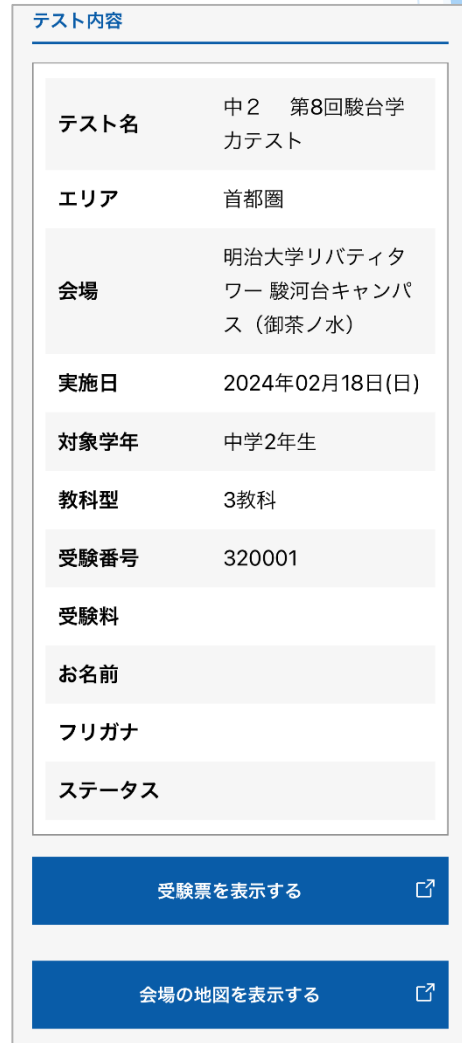 テスト内容
テスト名
中２　第8回駿台学
力テスト
エリア
首都圏
会場
明治大学リバティタ
ワー 駿河台キャンパ
ス（御茶ノ水）
実施日
2024年02月18日(日)
対象学年
中学2年生
教科型
3教科
受験番号
320001
受験料
お名前
フリガナ
ステータス
受験票を表示する
会場の地図を表示する